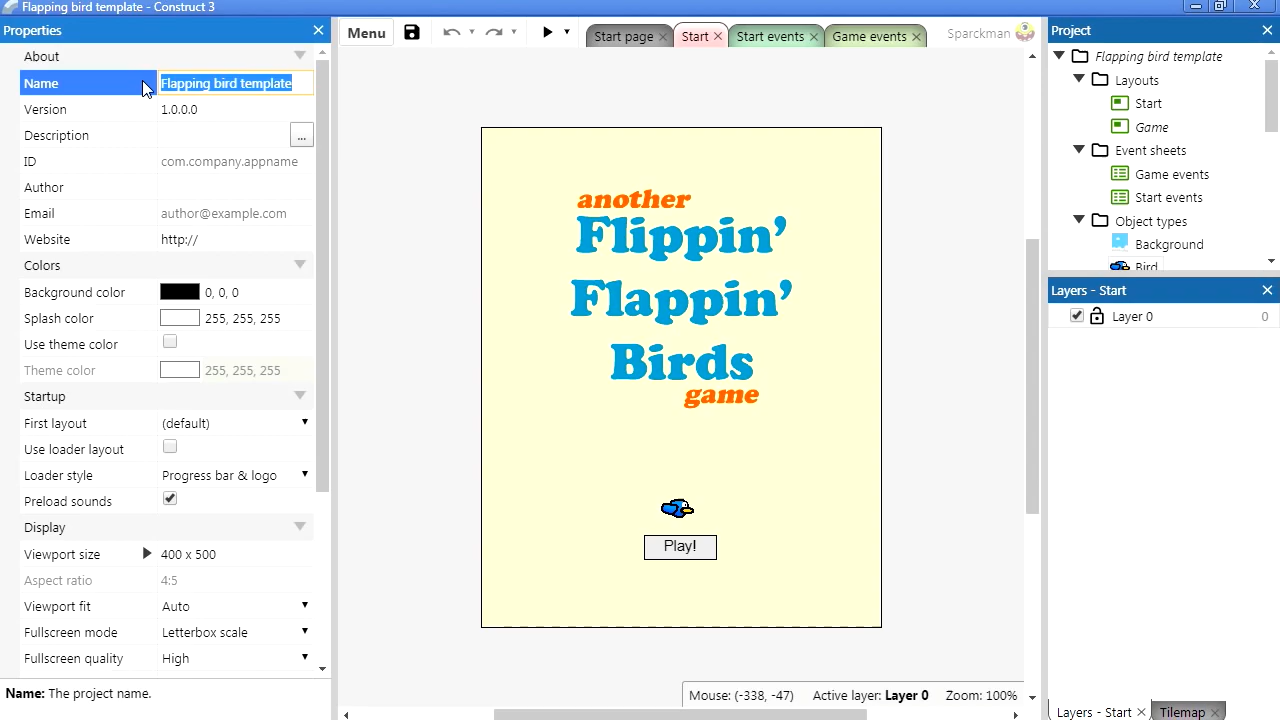 Flapping bird template - Construct 3
Properties
About
Name Flapping bird template
Version 1.0.0.0
Description ...
ID com.company.appname
Author
Email author@example.com
Website http://
Colors
Background color 0, 0, 0
Splash color 255, 255, 255
Use theme color
Theme color 255, 255, 255
Startup
First layout (default)
Use loader layout
Loader style Progress bar & logo
Preload sounds
Display
Viewport size 400 x 500
Aspect ratio 4:5
Viewport fit Auto
Fullscreen mode Letterbox scale
Fullscreen quality High
Name: The project name.
Menu
Start page
Start
Start events
Game events
Sparckman
another
Flippin’
Flappin’
Birds
game
Play!
Mouse: (-338, -47) Active layer: Layer 0 Zoom: 100%
Project
Flapping bird template
Layouts
Start
Game
Event sheets
Game events
Start events
Object types
Background
Bird
Layers - Start
Layer 0 0
Layers - Start Tilemap